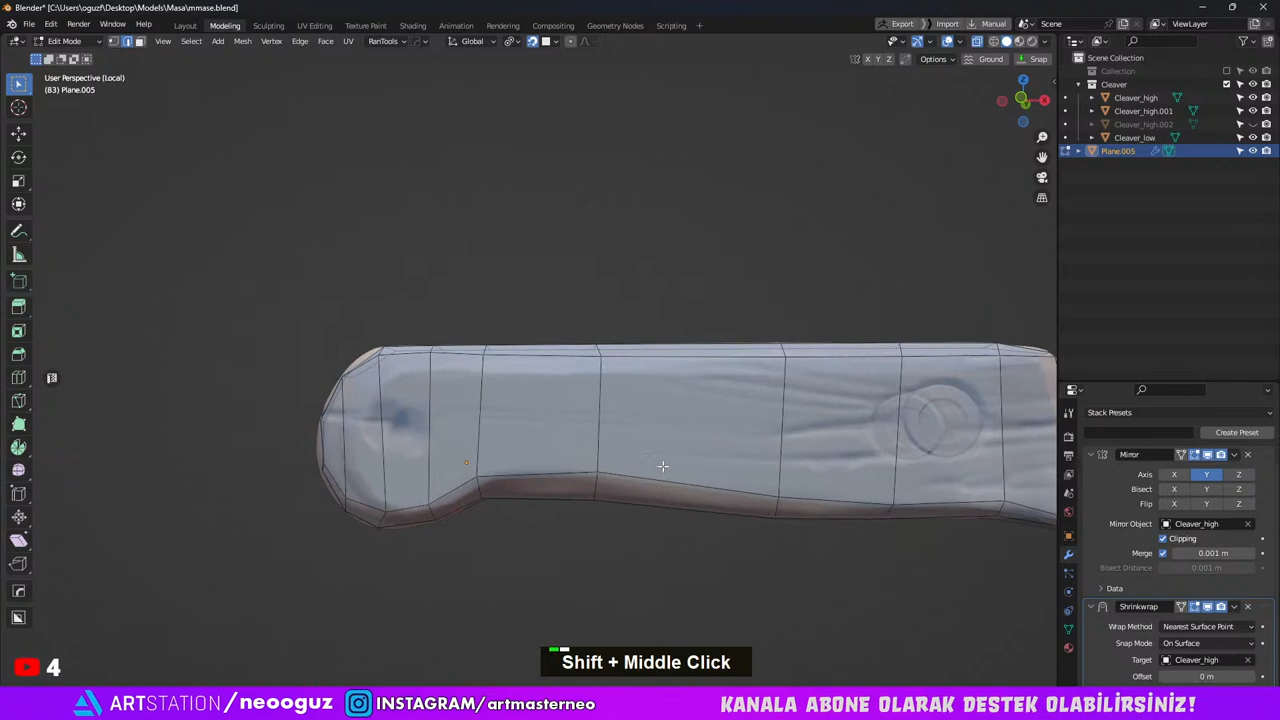 Blender* [C:\Users\oguzf\Desktop\Models\Masa\mmase.blend]
File Edit Render Window Help Layout Modeling Sculpting UV Editing Texture Paint Shading Animation Rendering Compositing Geometry Nodes Scripting Export Import Manual Scene ViewLayer
Edit Mode View Select Add Mesh Vertex Edge Face UV RanTools Global
X Y Z Options Ground Snap
User Perspective (Local)
(83) Plane.005
Z
X
Scene Collection
Collection
Cleaver
Cleaver_high
Cleaver_high.001
Cleaver_high.002
Cleaver_low
Plane.005
Stack Presets
Create Preset
Mirror
Axis X Y Z
Bisect X Y Z
Flip X Y Z
Mirror Object Cleaver_high
Clipping
Merge 0.001 m
Bisect Distance 0.001 m
Data
Shrinkwrap
Wrap Method Nearest Surface Point
Snap Mode On Surface
Target Cleaver_high
Offset 0 m
Shift + Middle Click
4
ARTSTATION/neooguz INSTAGRAM/artmasterneo KANALA ABONE OLARAK DESTEK OLABİLİRSİNİZ!